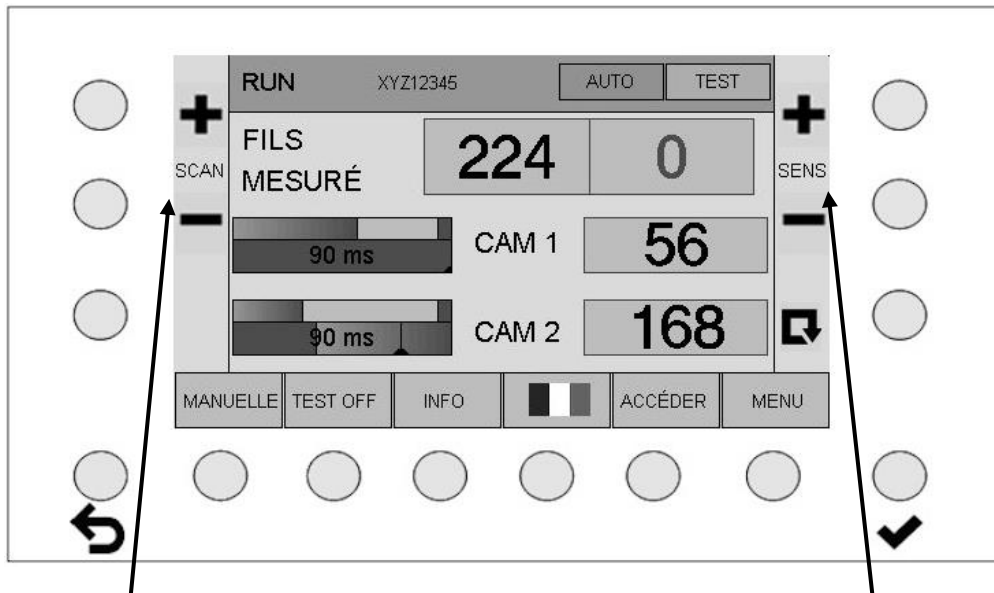 RUN XYZ12345 AUTO TEST
FILS
MESURÉ
224 0
SCAN
SENS
90 ms CAM 1 56
90 ms CAM 2 168
MANUELLE TEST OFF INFO ACCÉDER MENU